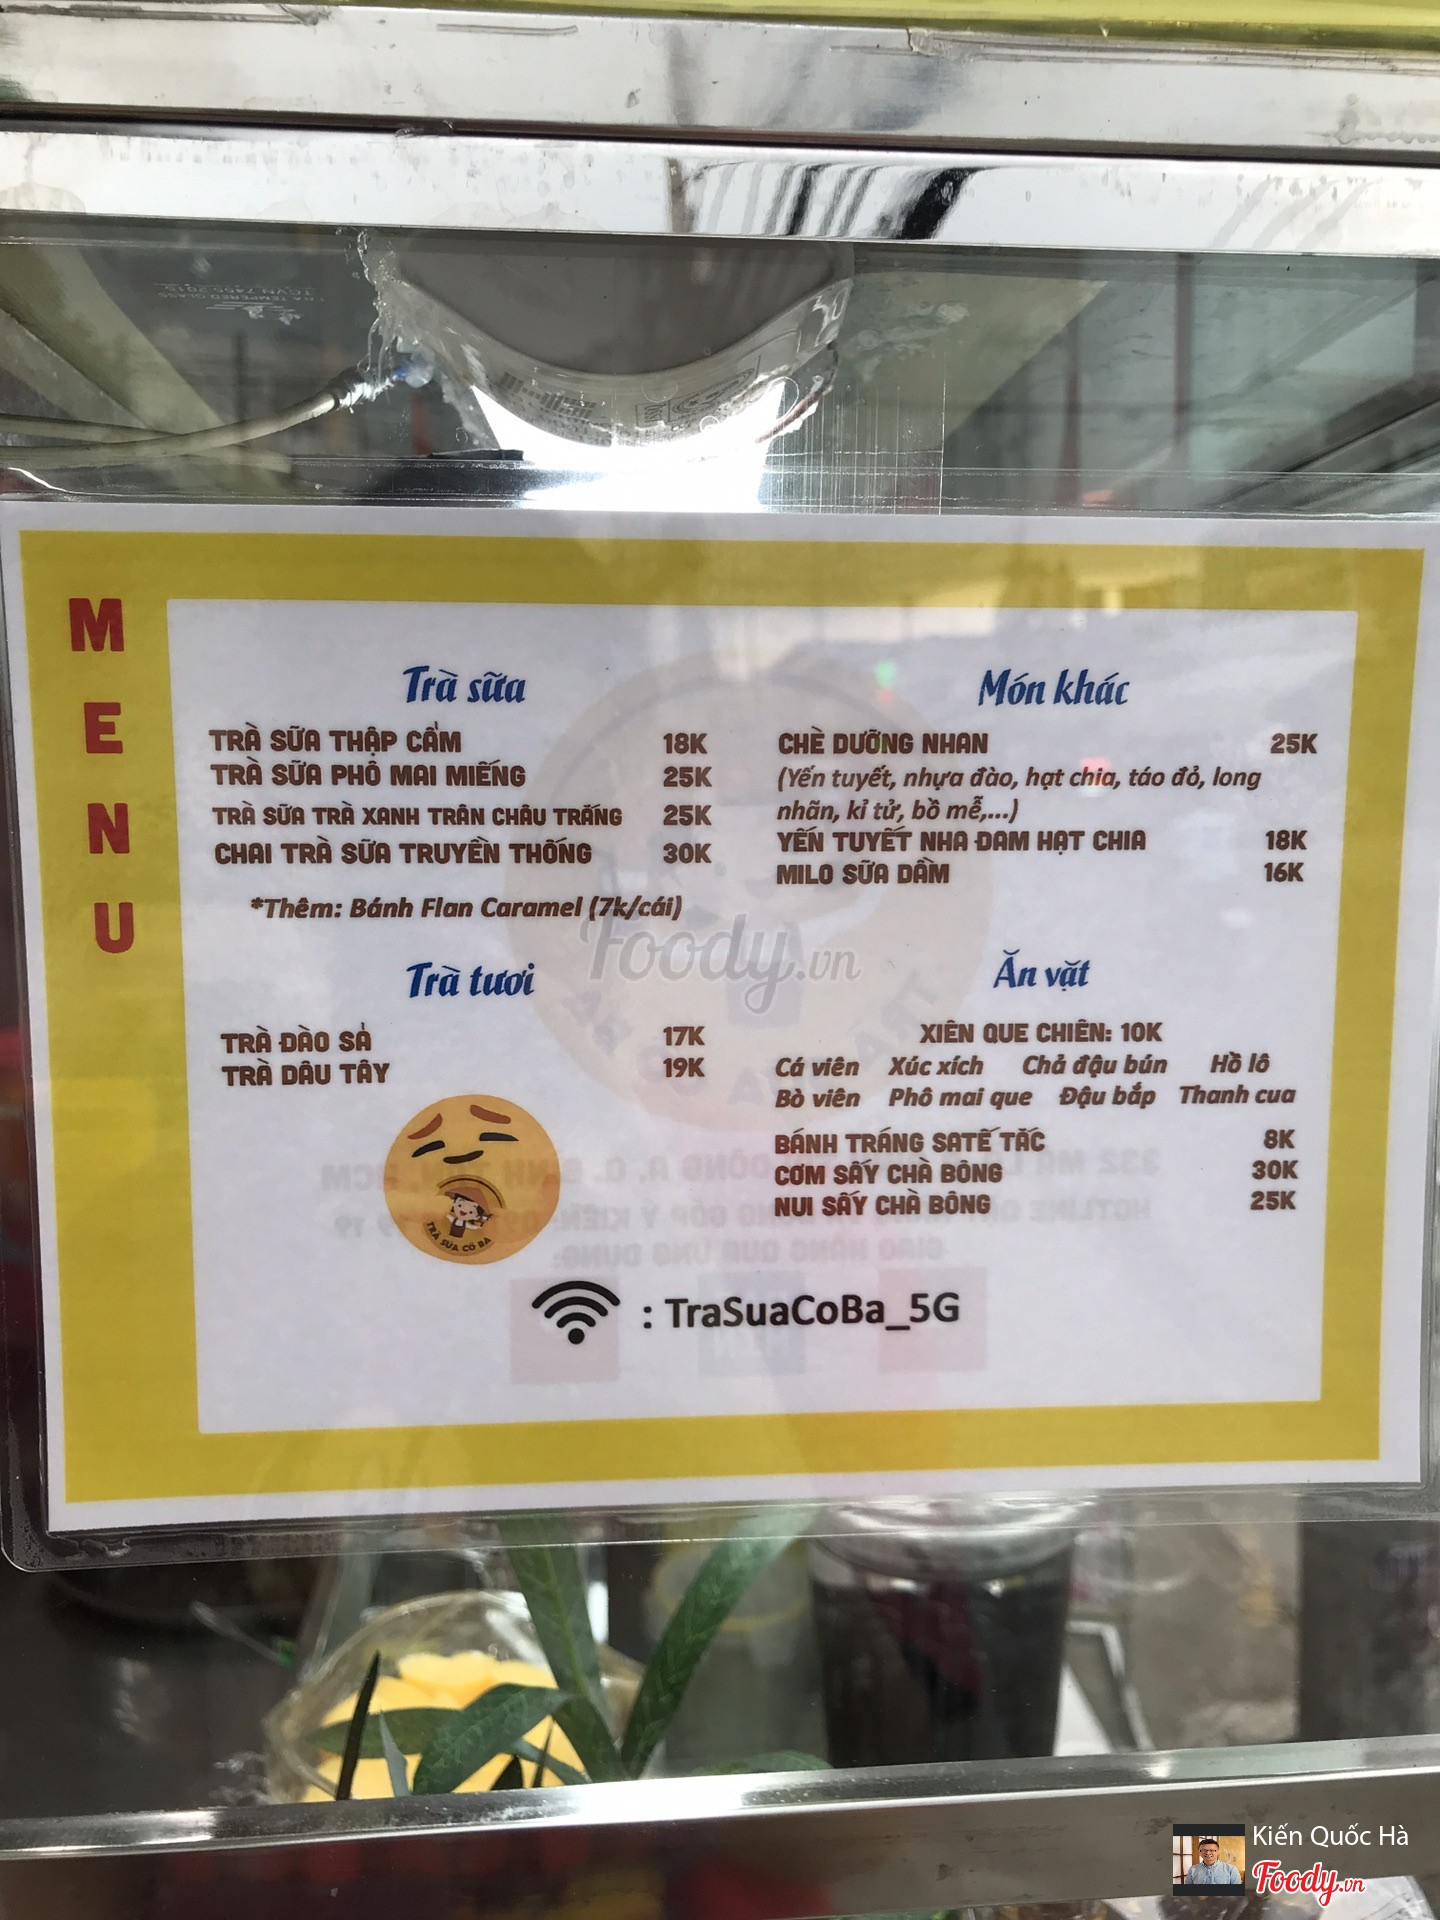 MENU
Trà sữa
TRÀ SỮA THẬP CẨM 18K
TRÀ SỮA PHÔ MAI MIẾNG 25K
TRÀ SỮA TRÀ XANH TRÂN CHÂU TRẮNG 25K
CHAI TRÀ SỮA TRUYỀN THỐNG 30K
*Thêm: Bánh Flan Caramel (7k/cái)
Trà tươi
TRÀ ĐÀO SẢ 17K
TRÀ DÂU TÂY 19K
TRÀ SỮA CÔ BA
Món khác
CHÈ DƯỠNG NHAN 25K
(Yến tuyết, nhựa đào, hạt chia, táo đỏ, long
nhãn, kỉ tử, bồ mễ,...)
YẾN TUYẾT NHA ĐAM HẠT CHIA 18K
MILO SỮA DẦM 16K
Ăn vặt
XIÊN QUE CHIÊN: 10K
Cá viên Xúc xích Chả đậu bún Hồ lô
Bò viên Phô mai que Đậu bắp Thanh cua
BÁNH TRÁNG SATẾ TẮC 8K
CƠM SẤY CHÀ BÔNG 30K
NUI SẤY CHÀ BÔNG 25K
: TraSuaCoBa_5G
Foody.vn
Kiến Quốc Hà
Foody.vn